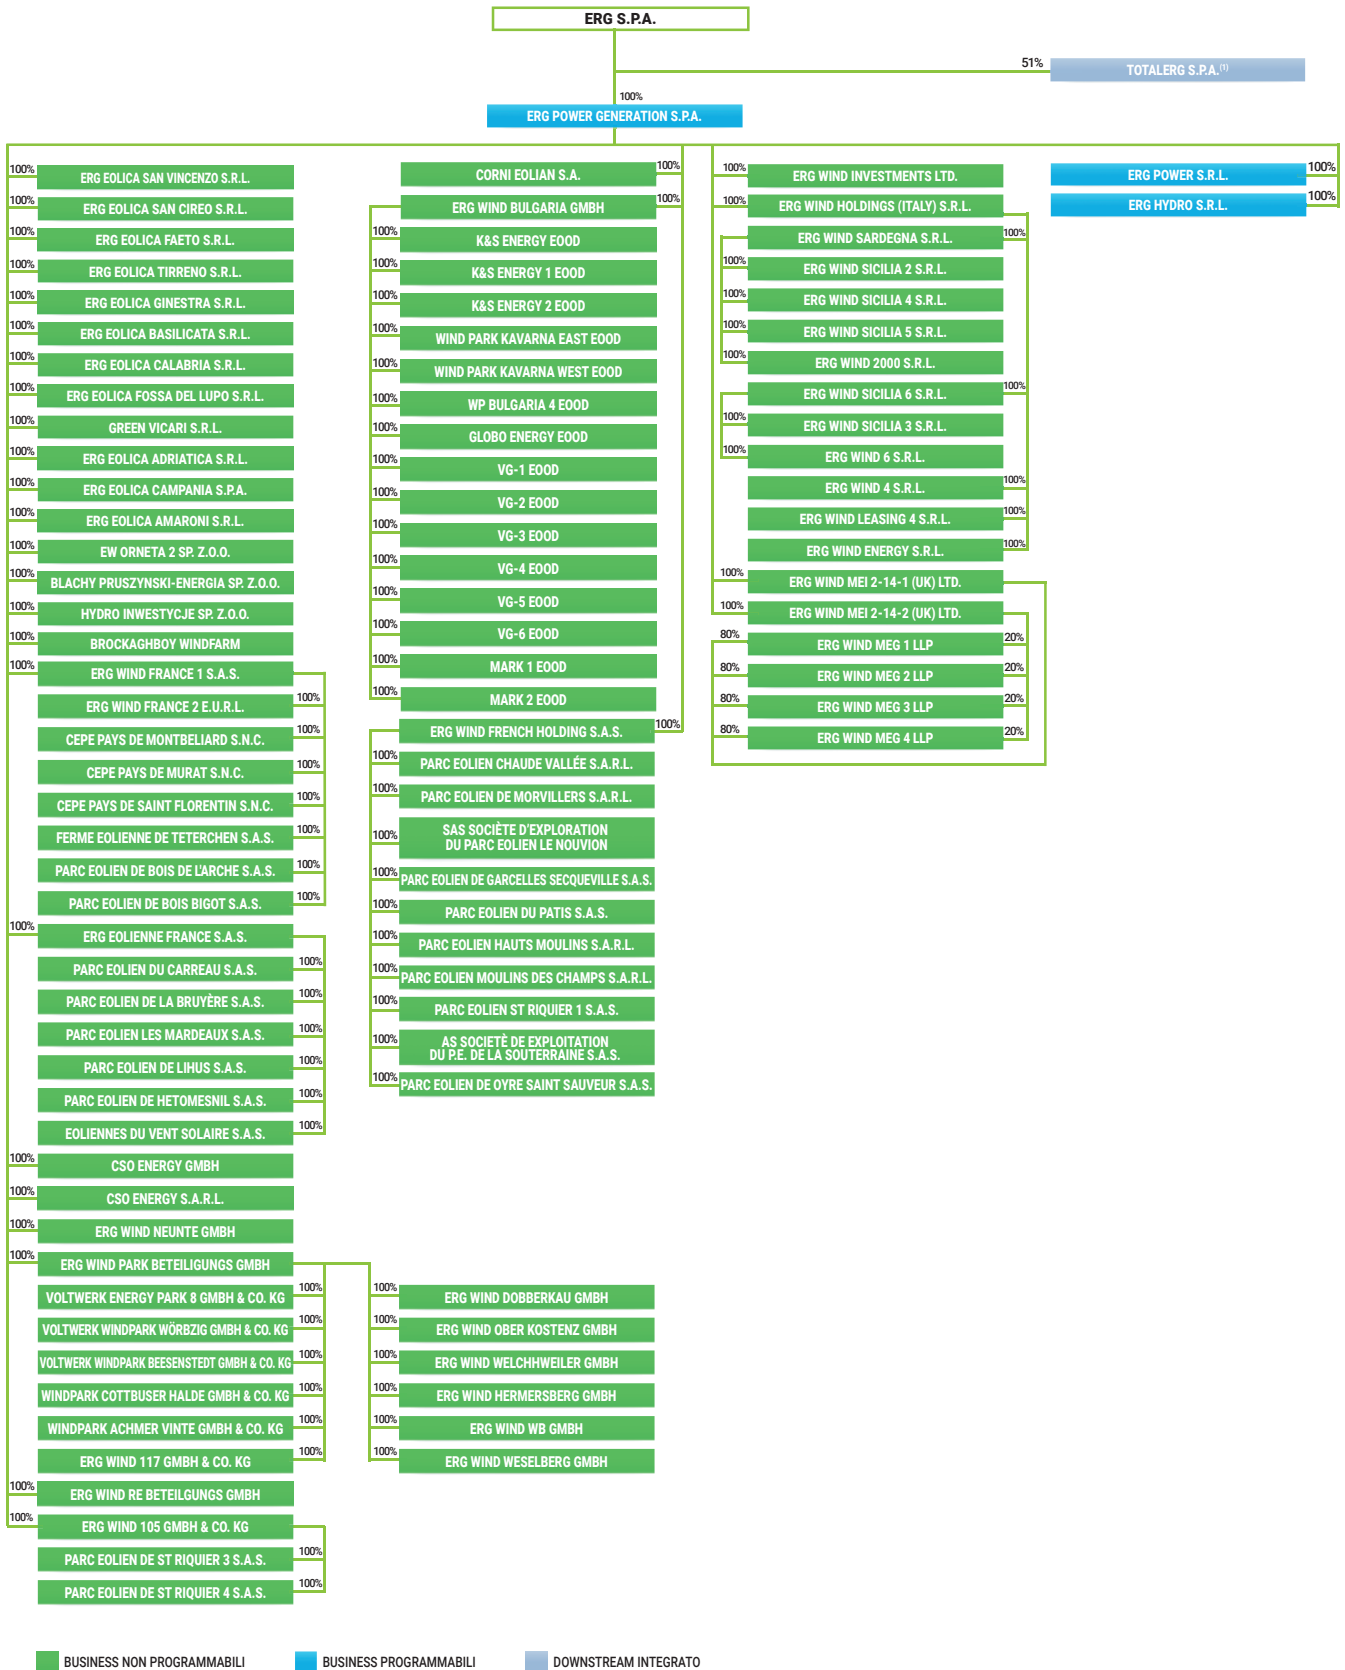 ERG S.P.A.
51%
TOTALERG S.P.A.(1)
100%
ERG POWER GENERATION S.P.A.
100%
ERG EOLICA SAN VINCENZO S.R.L.
100%
ERG EOLICA SAN CIREO S.R.L.
100%
ERG EOLICA FAETO S.R.L.
100%
ERG EOLICA TIRRENO S.R.L.
100%
ERG EOLICA GINESTRA S.R.L.
100%
ERG EOLICA BASILICATA S.R.L.
100%
ERG EOLICA CALABRIA S.R.L.
100%
ERG EOLICA FOSSA DEL LUPO S.R.L.
100%
GREEN VICARI S.R.L.
100%
ERG EOLICA ADRIATICA S.R.L.
100%
ERG EOLICA CAMPANIA S.P.A.
100%
ERG EOLICA AMARONI S.R.L.
100%
EW ORNETA 2 SP. Z.O.O.
100%
BLACHY PRUSZYNSKI-ENERGIA SP. Z.O.O.
100%
HYDRO INWESTYCJE SP. Z.O.O.
100%
BROCKAGHBOY WINDFARM
100%
ERG WIND FRANCE 1 S.A.S.
100%
ERG WIND FRANCE 2 E.U.R.L.
100%
CEPE PAYS DE MONTBELIARD S.N.C.
100%
CEPE PAYS DE MURAT S.N.C.
100%
CEPE PAYS DE SAINT FLORENTIN S.N.C.
100%
FERME EOLIENNE DE TETERCHEN S.A.S.
100%
PARC EOLIEN DE BOIS DE L'ARCHE S.A.S.
100%
PARC EOLIEN DE BOIS BIGOT S.A.S.
100%
ERG EOLIENNE FRANCE S.A.S.
100%
PARC EOLIEN DU CARREAU S.A.S.
100%
PARC EOLIEN DE LA BRUYÈRE S.A.S.
100%
PARC EOLIEN LES MARDEAUX S.A.S.
100%
PARC EOLIEN DE LIHUS S.A.S.
100%
PARC EOLIEN DE HETOMESNIL S.A.S.
100%
EOLIENNES DU VENT SOLAIRE S.A.S.
100%
CSO ENERGY GMBH
100%
CSO ENERGY S.A.R.L.
100%
ERG WIND NEUNTE GMBH
100%
ERG WIND PARK BETEILIGUNGS GMBH
100%
VOLTWERK ENERGY PARK 8 GMBH & CO. KG
100%
VOLTWERK WINDPARK WÖRBZIG GMBH & CO. KG
100%
VOLTWERK WINDPARK BEESENSTEDT GMBH & CO. KG
100%
WINDPARK COTTBUSER HALDE GMBH & CO. KG
100%
WINDPARK ACHMER VINTE GMBH & CO. KG
100%
ERG WIND 117 GMBH & CO. KG
100%
ERG WIND RE BETEILGUNGS GMBH
100%
ERG WIND 105 GMBH & CO. KG
100%
PARC EOLIEN DE ST RIQUIER 3 S.A.S.
100%
PARC EOLIEN DE ST RIQUIER 4 S.A.S.
100%
CORNI EOLIAN S.A.
100%
ERG WIND BULGARIA GMBH
100%
K&S ENERGY EOOD
100%
K&S ENERGY 1 EOOD
100%
K&S ENERGY 2 EOOD
100%
WIND PARK KAVARNA EAST EOOD
100%
WIND PARK KAVARNA WEST EOOD
100%
WP BULGARIA 4 EOOD
100%
GLOBO ENERGY EOOD
100%
VG-1 EOOD
100%
VG-2 EOOD
100%
VG-3 EOOD
100%
VG-4 EOOD
100%
VG-5 EOOD
100%
VG-6 EOOD
100%
MARK 1 EOOD
100%
MARK 2 EOOD
100%
ERG WIND FRENCH HOLDING S.A.S.
100%
PARC EOLIEN CHAUDE VALLÉE S.A.R.L.
100%
PARC EOLIEN DE MORVILLERS S.A.R.L.
100%
SAS SOCIÈTE D'EXPLORATION
DU PARC EOLIEN LE NOUVION
100%
PARC EOLIEN DE GARCELLES SECQUEVILLE S.A.S.
100%
PARC EOLIEN DU PATIS S.A.S.
100%
PARC EOLIEN HAUTS MOULINS S.A.R.L.
100%
PARC EOLIEN MOULINS DES CHAMPS S.A.R.L.
100%
PARC EOLIEN ST RIQUIER 1 S.A.S.
100%
AS SOCIETÈ DE EXPLOITATION
DU P.E. DE LA SOUTERRAINE S.A.S.
100%
PARC EOLIEN DE OYRE SAINT SAUVEUR S.A.S.
100%
ERG WIND DOBBERKAU GMBH
100%
ERG WIND OBER KOSTENZ GMBH
100%
ERG WIND WELCHHWEILER GMBH
100%
ERG WIND HERMERSBERG GMBH
100%
ERG WIND WB GMBH
100%
ERG WIND WESELBERG GMBH
100%
ERG WIND INVESTMENTS LTD.
100%
ERG WIND HOLDINGS (ITALY) S.R.L.
100%
ERG WIND SARDEGNA S.R.L.
100%
ERG WIND SICILIA 2 S.R.L.
100%
ERG WIND SICILIA 4 S.R.L.
100%
ERG WIND SICILIA 5 S.R.L.
100%
ERG WIND 2000 S.R.L.
100%
ERG WIND SICILIA 6 S.R.L.
100%
ERG WIND SICILIA 3 S.R.L.
100%
ERG WIND 6 S.R.L.
100%
ERG WIND 4 S.R.L.
100%
ERG WIND LEASING 4 S.R.L.
100%
ERG WIND ENERGY S.R.L.
100%
ERG WIND MEI 2-14-1 (UK) LTD.
100%
ERG WIND MEI 2-14-2 (UK) LTD.
80%
ERG WIND MEG 1 LLP
20%
80%
ERG WIND MEG 2 LLP
20%
80%
ERG WIND MEG 3 LLP
20%
80%
ERG WIND MEG 4 LLP
20%
ERG POWER S.R.L.
100%
ERG HYDRO S.R.L.
100%
BUSINESS NON PROGRAMMABILI
BUSINESS PROGRAMMABILI
DOWNSTREAM INTEGRATO